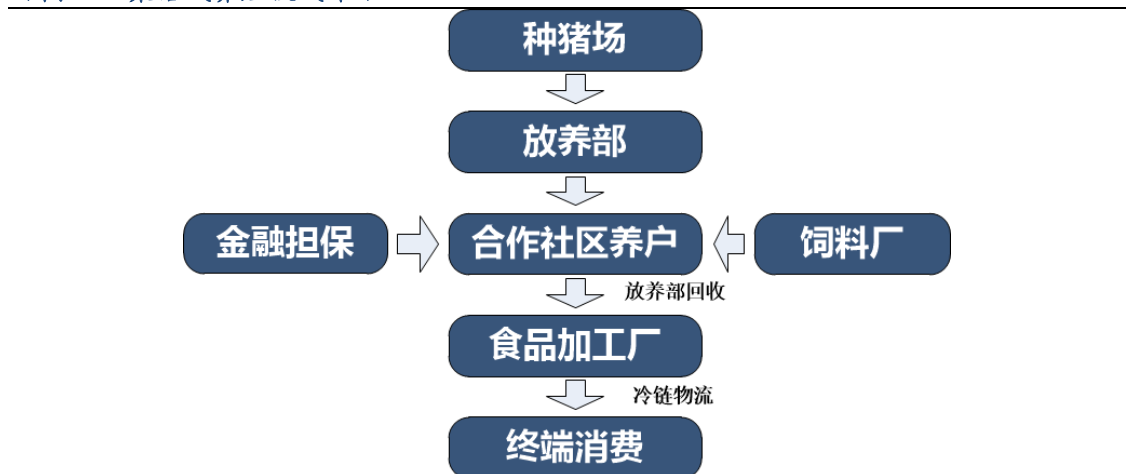 种猪场
放养部
金融担保
合作社区养户
饲料厂
放养部回收
食品加工厂
冷链物流
终端消费